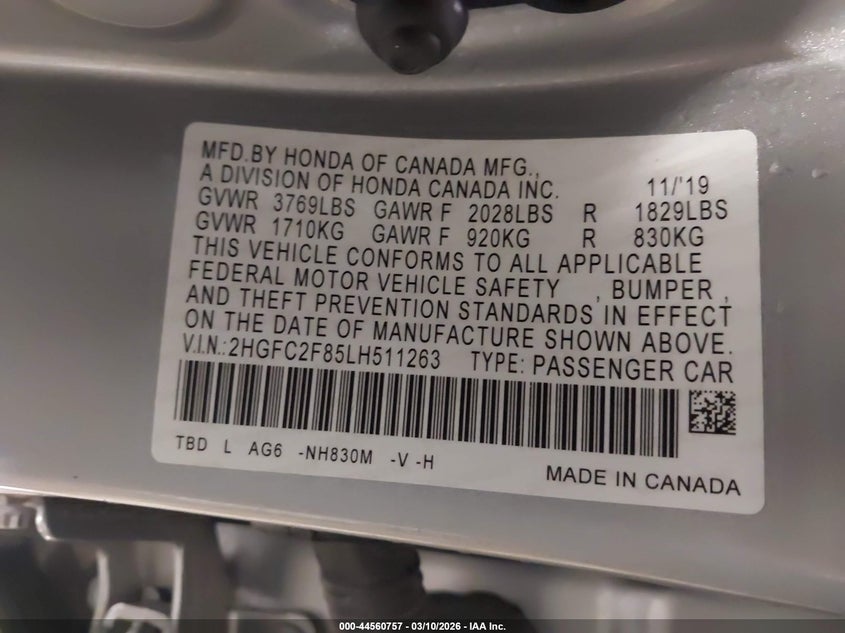 MFD.BY HONDA OF CANADA MFG.,
A DIVISION OF HONDA CANADA INC. 11/'19
GVWR 3769LBS GAWR F 2028LBS R 1829LBS
GVWR 1710KG GAWR F 920KG R 830KG
THIS VEHICLE CONFORMS TO ALL APPLICABLE
FEDERAL MOTOR VEHICLE SAFETY , BUMPER ,
AND THEFT PREVENTION STANDARDS IN EFFECT
ON THE DATE OF MANUFACTURE SHOWN ABOVE.
V.I.N.:2HGFC2F85LH511263 TYPE: PASSENGER CAR
TBD L AG6 -NH830M -V -H
MADE IN CANADA
000-44560757 - 03/10/2026 - IAA Inc.